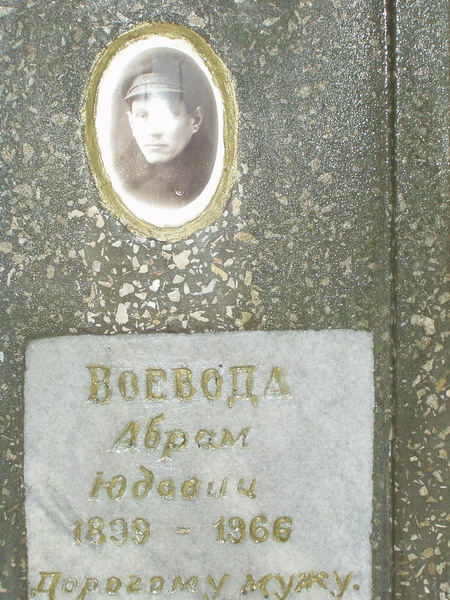 ВОЕВОДА
Абрам
Юдович
1899 - 1966
Дорогому мужу.